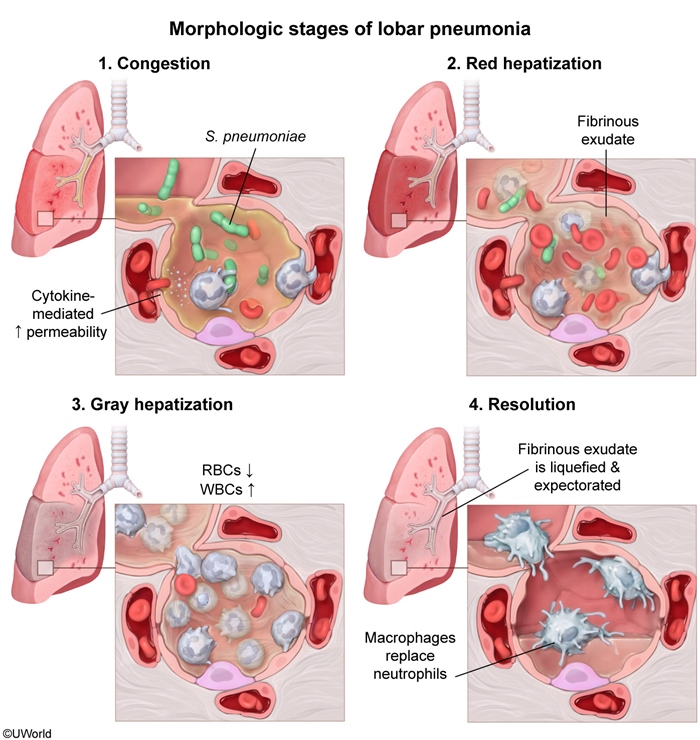 Morphologic stages of lobar pneumonia
1. Congestion
S. pneumoniae
Cytokine-
mediated
↑ permeability
2. Red hepatization
Fibrinous
exudate
3. Gray hepatization
RBCs ↓
WBCs ↑
4. Resolution
Fibrinous exudate
is liquefied &
expectorated
Macrophages
replace
neutrophils
©UWorld